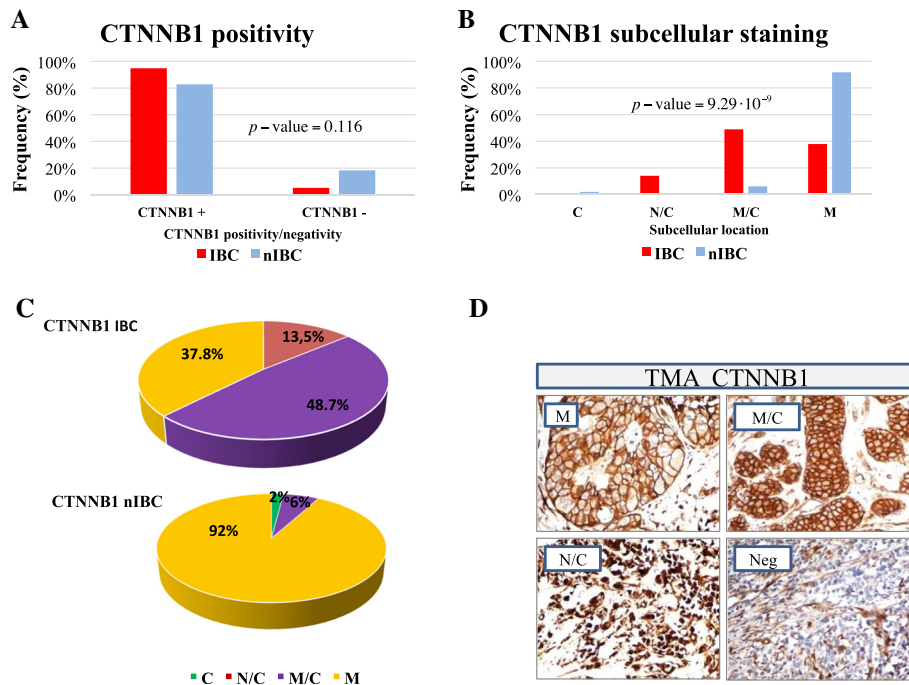 A
CTNNB1 positivity
Frequency (%)
100%
80%
60%
40%
20%
0%
p – value = 0.116
CTNNB1 +
CTNNB1 -
CTNNB1 positivity/negativity
IBC
nIBC
B
CTNNB1 subcellular staining
Frequency (%)
100%
80%
60%
40%
20%
0%
p – value = 9.29·10⁻⁹
C
N/C
M/C
M
Subcellular location
IBC
nIBC
C
CTNNB1 IBC
37.8%
13,5%
48.7%
CTNNB1 nIBC
2%
6%
92%
C
N/C
M/C
M
D
TMA CTNNB1
M
M/C
N/C
Neg